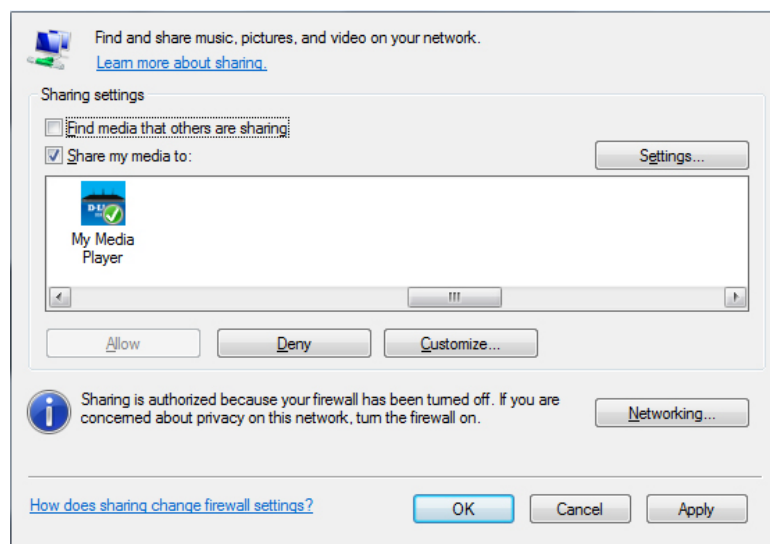 Find and share music, pictures, and video on your network.
Learn more about sharing.
Sharing settings
Find media that others are sharing
Share my media to:
Settings...
My Media
Player
Allow
Deny
Customize...
Sharing is authorized because your firewall has been turned off. If you are
concerned about privacy on this network, turn the firewall on.
Networking...
How does sharing change firewall settings?
OK
Cancel
Apply